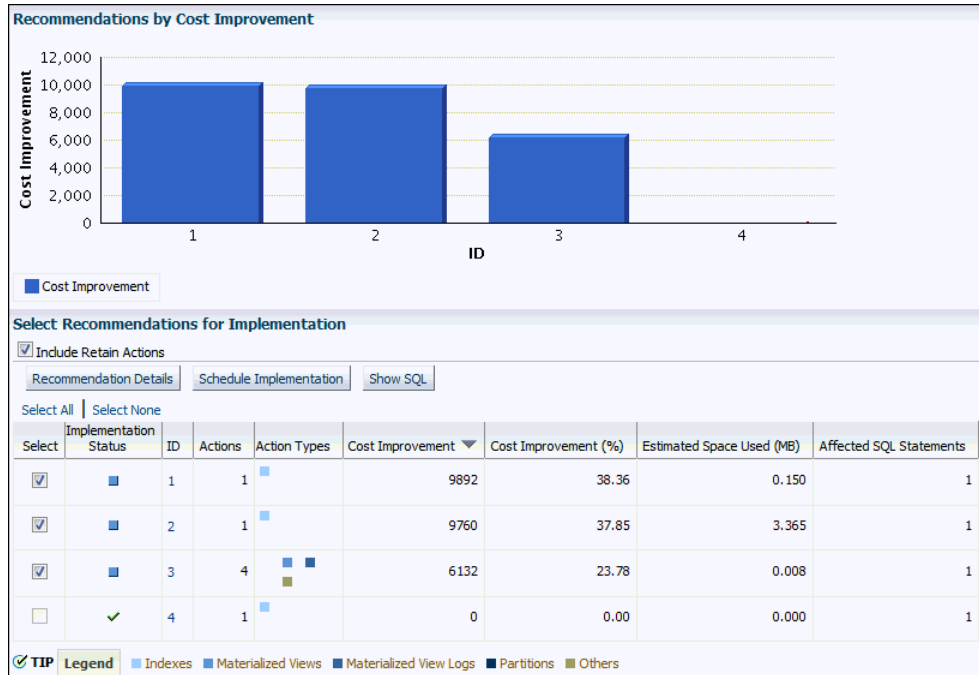 Recommendations by Cost Improvement
12,000
10,000
8,000
6,000
4,000
2,000
0
Cost Improvement
1 2 3 4
ID
Cost Improvement
Select Recommendations for Implementation
Include Retain Actions
Recommendation Details Schedule Implementation Show SQL
Select All | Select None
Select Implementation Status ID Actions Action Types Cost Improvement Cost Improvement (%) Estimated Space Used (MB) Affected SQL Statements
1 1 9892 38.36 0.150 1
2 1 9760 37.85 3.365 1
3 4 6132 23.78 0.008 1
4 1 0 0.00 0.000 1
TIP Legend Indexes Materialized Views Materialized View Logs Partitions Others